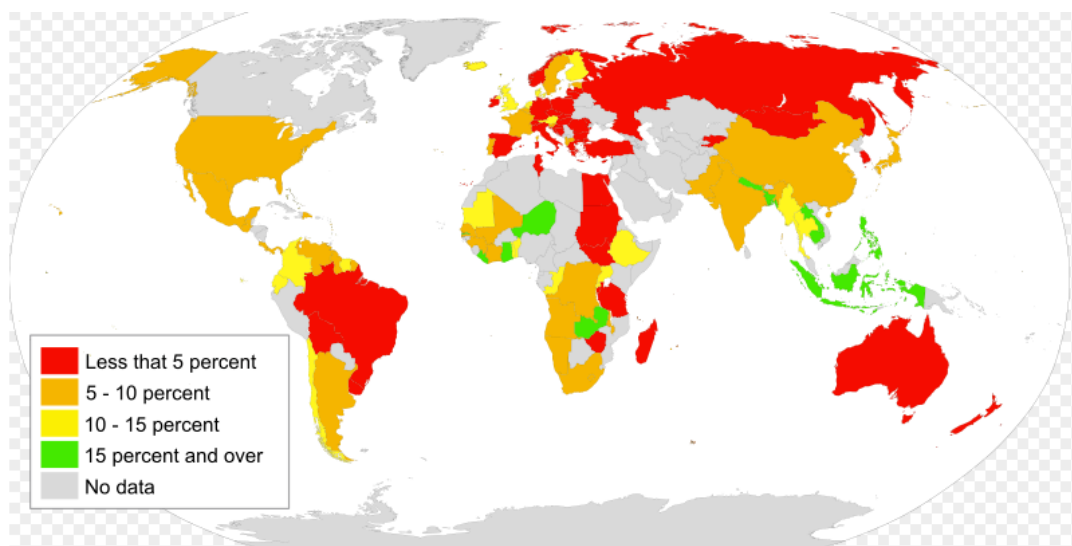 Less that 5 percent
5 - 10 percent
10 - 15 percent
15 percent and over
No data